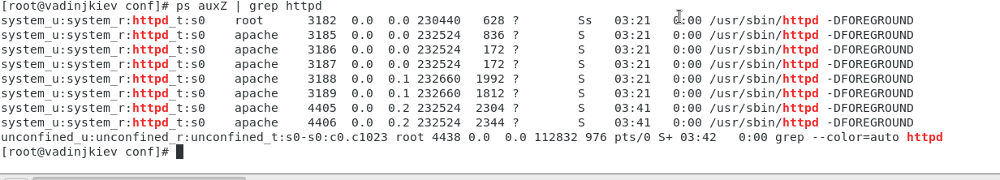 [root@vadinjkiev conf]# ps auxZ | grep httpd
system_u:system_r:httpd_t:s0    root      3182  0.0  0.0 230440   628 ?        Ss   03:21   0:00 /usr/sbin/httpd -DFOREGROUND
system_u:system_r:httpd_t:s0    apache    3185  0.0  0.0 232524   836 ?        S    03:21   0:00 /usr/sbin/httpd -DFOREGROUND
system_u:system_r:httpd_t:s0    apache    3186  0.0  0.0 232524   172 ?        S    03:21   0:00 /usr/sbin/httpd -DFOREGROUND
system_u:system_r:httpd_t:s0    apache    3187  0.0  0.0 232524   172 ?        S    03:21   0:00 /usr/sbin/httpd -DFOREGROUND
system_u:system_r:httpd_t:s0    apache    3188  0.0  0.1 232660  1992 ?        S    03:21   0:00 /usr/sbin/httpd -DFOREGROUND
system_u:system_r:httpd_t:s0    apache    3189  0.0  0.1 232660  1812 ?        S    03:21   0:00 /usr/sbin/httpd -DFOREGROUND
system_u:system_r:httpd_t:s0    apache    4405  0.0  0.2 232524  2304 ?        S    03:41   0:00 /usr/sbin/httpd -DFOREGROUND
system_u:system_r:httpd_t:s0    apache    4406  0.0  0.2 232524  2344 ?        S    03:41   0:00 /usr/sbin/httpd -DFOREGROUND
unconfined_u:unconfined_r:unconfined_t:s0-s0:c0.c1023 root 4438 0.0  0.0 112832 976 pts/0 S+ 03:42   0:00 grep --color=auto httpd
[root@vadinjkiev conf]#